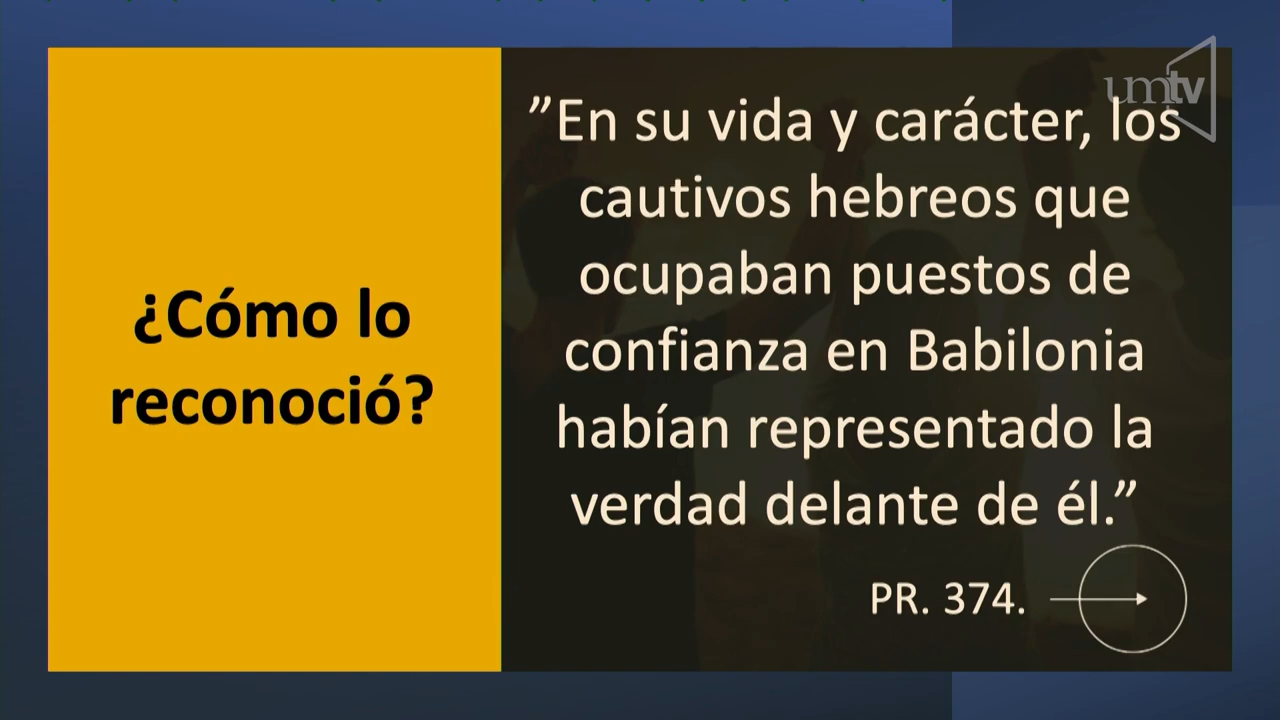 umtv
¿Cómo lo
reconoció?
”En su vida y carácter, los
cautivos hebreos que
ocupaban puestos de
confianza en Babilonia
habían representado la
verdad delante de él.”
PR. 374.